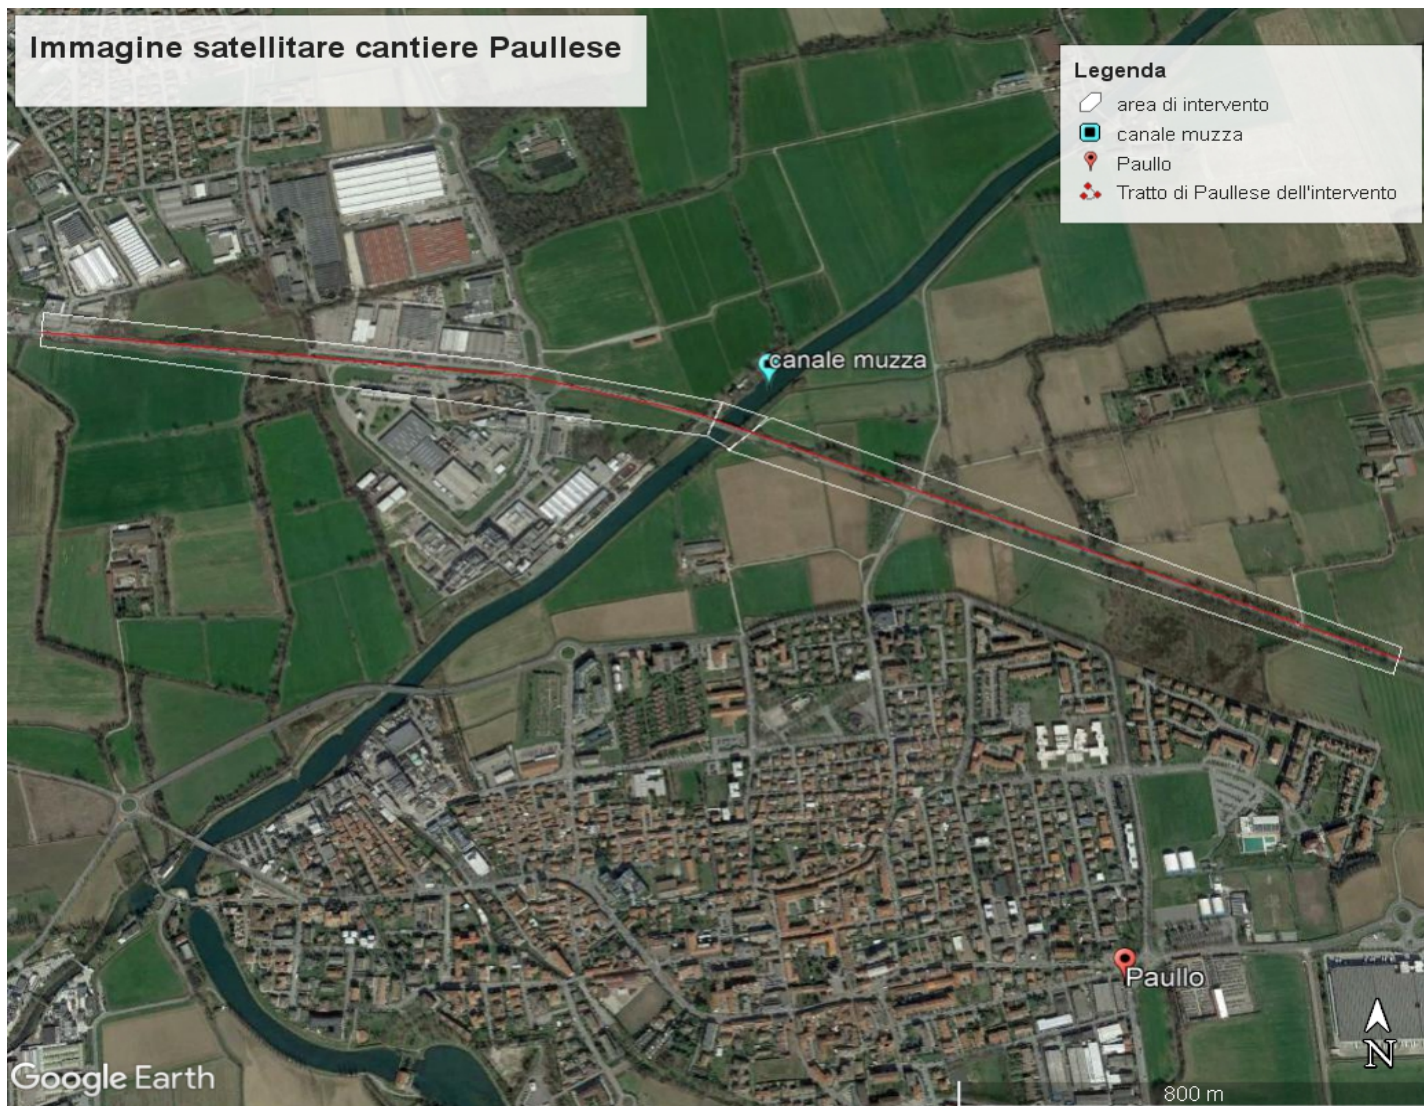 Immagine satellitare cantiere Paullese
Legenda
area di intervento
canale muzza
Paullo
Tratto di Paullese dell'intervento
canale muzza
Paullo
N
Google Earth
800 m